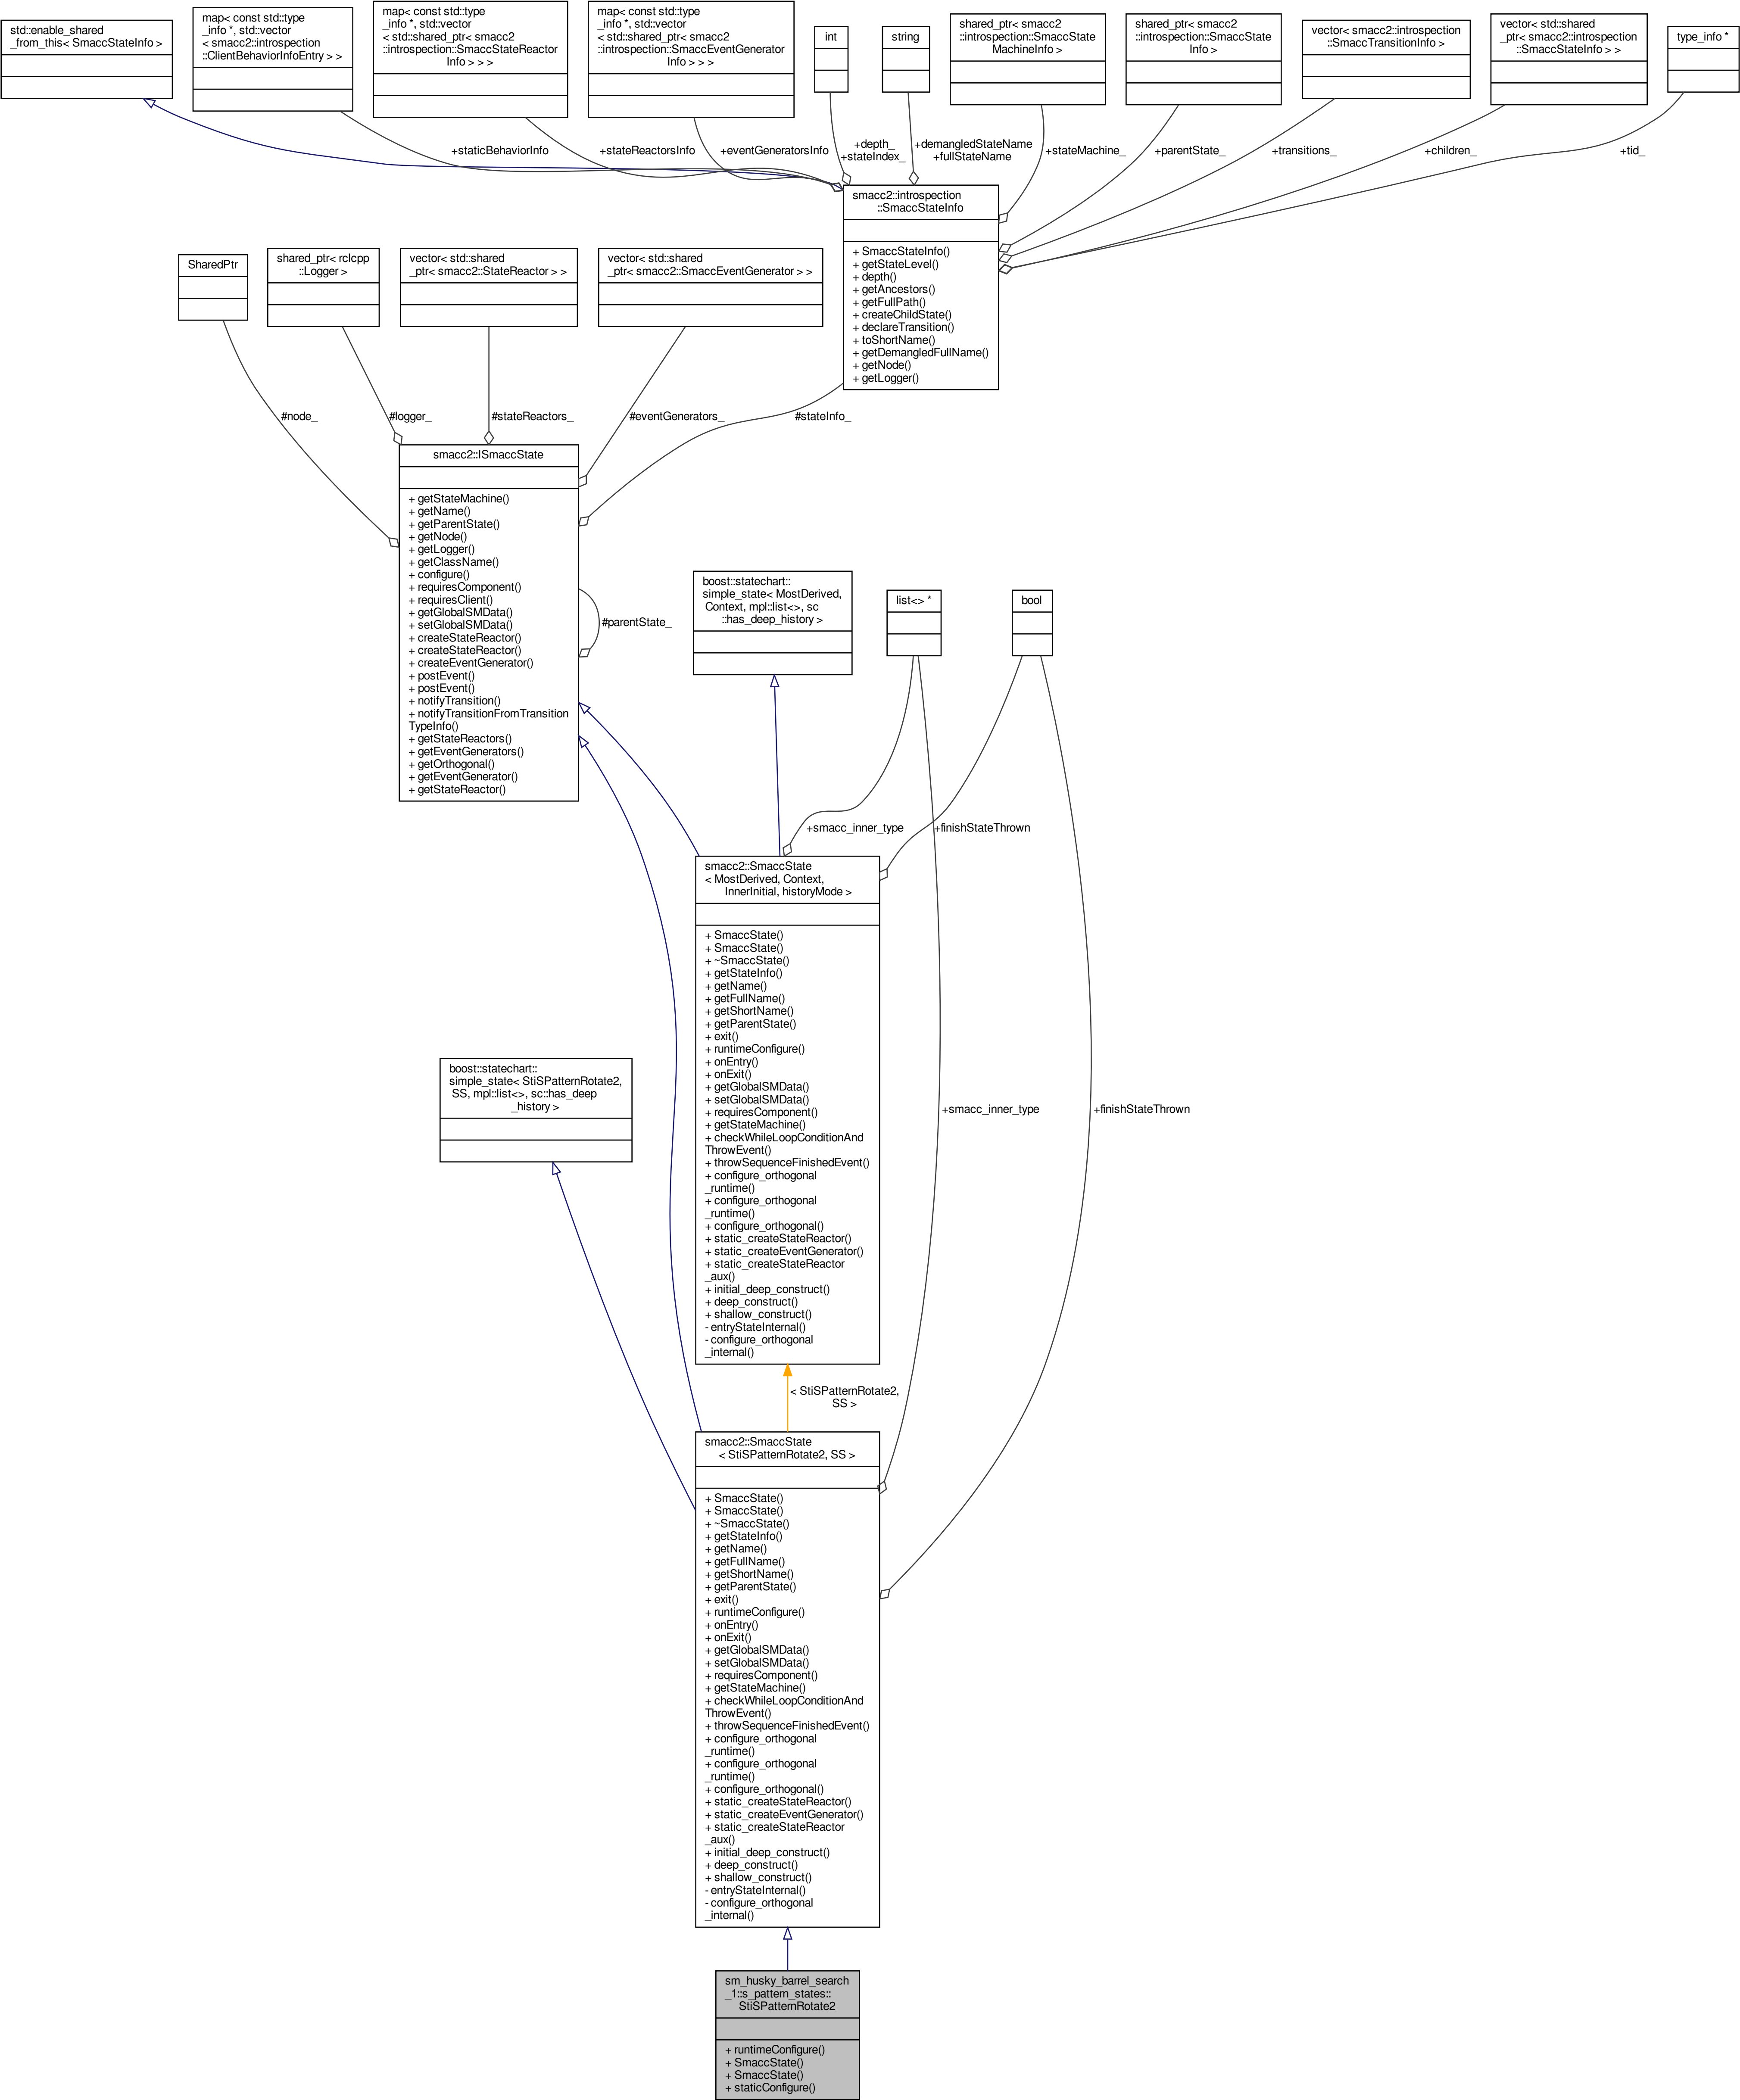 std::enable_shared
_from_this< SmaccStateInfo >
map< const std::type
_info *, std::vector
< smacc2::introspection
::ClientBehaviorInfoEntry > >
map< const std::type
_info *, std::vector
< std::shared_ptr< smacc2
::introspection::SmaccStateReactor
Info > > >
map< const std::type
_info *, std::vector
< std::shared_ptr< smacc2
::introspection::SmaccEventGenerator
Info > > >
int
string
shared_ptr< smacc2
::introspection::SmaccState
MachineInfo >
shared_ptr< smacc2
::introspection::SmaccState
Info >
vector< smacc2::introspection
::SmaccTransitionInfo >
vector< std::shared
_ptr< smacc2::introspection
::SmaccStateInfo > >
type_info *
+staticBehaviorInfo
+stateReactorsInfo
+eventGeneratorsInfo
+depth_
+stateIndex_
+demangledStateName
+fullStateName
+stateMachine_
+parentState_
+transitions_
+children_
+tid_
smacc2::introspection
::SmaccStateInfo
+ SmaccStateInfo()
+ getStateLevel()
+ depth()
+ getAncestors()
+ getFullPath()
+ createChildState()
+ declareTransition()
+ toShortName()
+ getDemangledFullName()
+ getNode()
+ getLogger()
SharedPtr
shared_ptr< rclcpp
::Logger >
vector< std::shared
_ptr< smacc2::StateReactor > >
vector< std::shared
_ptr< smacc2::SmaccEventGenerator > >
#node_
#logger_
#stateReactors_
#eventGenerators_
#stateInfo_
smacc2::ISmaccState
+ getStateMachine()
+ getName()
+ getParentState()
+ getNode()
+ getLogger()
+ getClassName()
+ configure()
+ requiresComponent()
+ requiresClient()
+ getGlobalSMData()
+ setGlobalSMData()
+ createStateReactor()
+ createStateReactor()
+ createEventGenerator()
+ postEvent()
+ postEvent()
+ notifyTransition()
+ notifyTransitionFromTransition
TypeInfo()
+ getStateReactors()
+ getEventGenerators()
+ getOrthogonal()
+ getEventGenerator()
+ getStateReactor()
#parentState_
boost::statechart::
simple_state< MostDerived,
Context, mpl::list<>, sc
::has_deep_history >
list<> *
bool
+smacc_inner_type
+finishStateThrown
smacc2::SmaccState
< MostDerived, Context,
InnerInitial, historyMode >
+ SmaccState()
+ SmaccState()
+ ~SmaccState()
+ getStateInfo()
+ getName()
+ getFullName()
+ getShortName()
+ getParentState()
+ exit()
+ runtimeConfigure()
+ onEntry()
+ onExit()
+ getGlobalSMData()
+ setGlobalSMData()
+ requiresComponent()
+ getStateMachine()
+ checkWhileLoopConditionAnd
ThrowEvent()
+ throwSequenceFinishedEvent()
+ configure_orthogonal
_runtime()
+ configure_orthogonal
_runtime()
+ configure_orthogonal()
+ static_createStateReactor()
+ static_createEventGenerator()
+ static_createStateReactor
_aux()
+ initial_deep_construct()
+ deep_construct()
+ shallow_construct()
- entryStateInternal()
- configure_orthogonal
_internal()
boost::statechart::
simple_state< StiSPatternRotate2,
SS, mpl::list<>, sc::has_deep
_history >
+smacc_inner_type
+finishStateThrown
< StiSPatternRotate2,
SS >
smacc2::SmaccState
< StiSPatternRotate2, SS >
+ SmaccState()
+ SmaccState()
+ ~SmaccState()
+ getStateInfo()
+ getName()
+ getFullName()
+ getShortName()
+ getParentState()
+ exit()
+ runtimeConfigure()
+ onEntry()
+ onExit()
+ getGlobalSMData()
+ setGlobalSMData()
+ requiresComponent()
+ getStateMachine()
+ checkWhileLoopConditionAnd
ThrowEvent()
+ throwSequenceFinishedEvent()
+ configure_orthogonal
_runtime()
+ configure_orthogonal
_runtime()
+ configure_orthogonal()
+ static_createStateReactor()
+ static_createEventGenerator()
+ static_createStateReactor
_aux()
+ initial_deep_construct()
+ deep_construct()
+ shallow_construct()
- entryStateInternal()
- configure_orthogonal
_internal()
sm_husky_barrel_search
_1::s_pattern_states::
StiSPatternRotate2
+ runtimeConfigure()
+ SmaccState()
+ SmaccState()
+ staticConfigure()